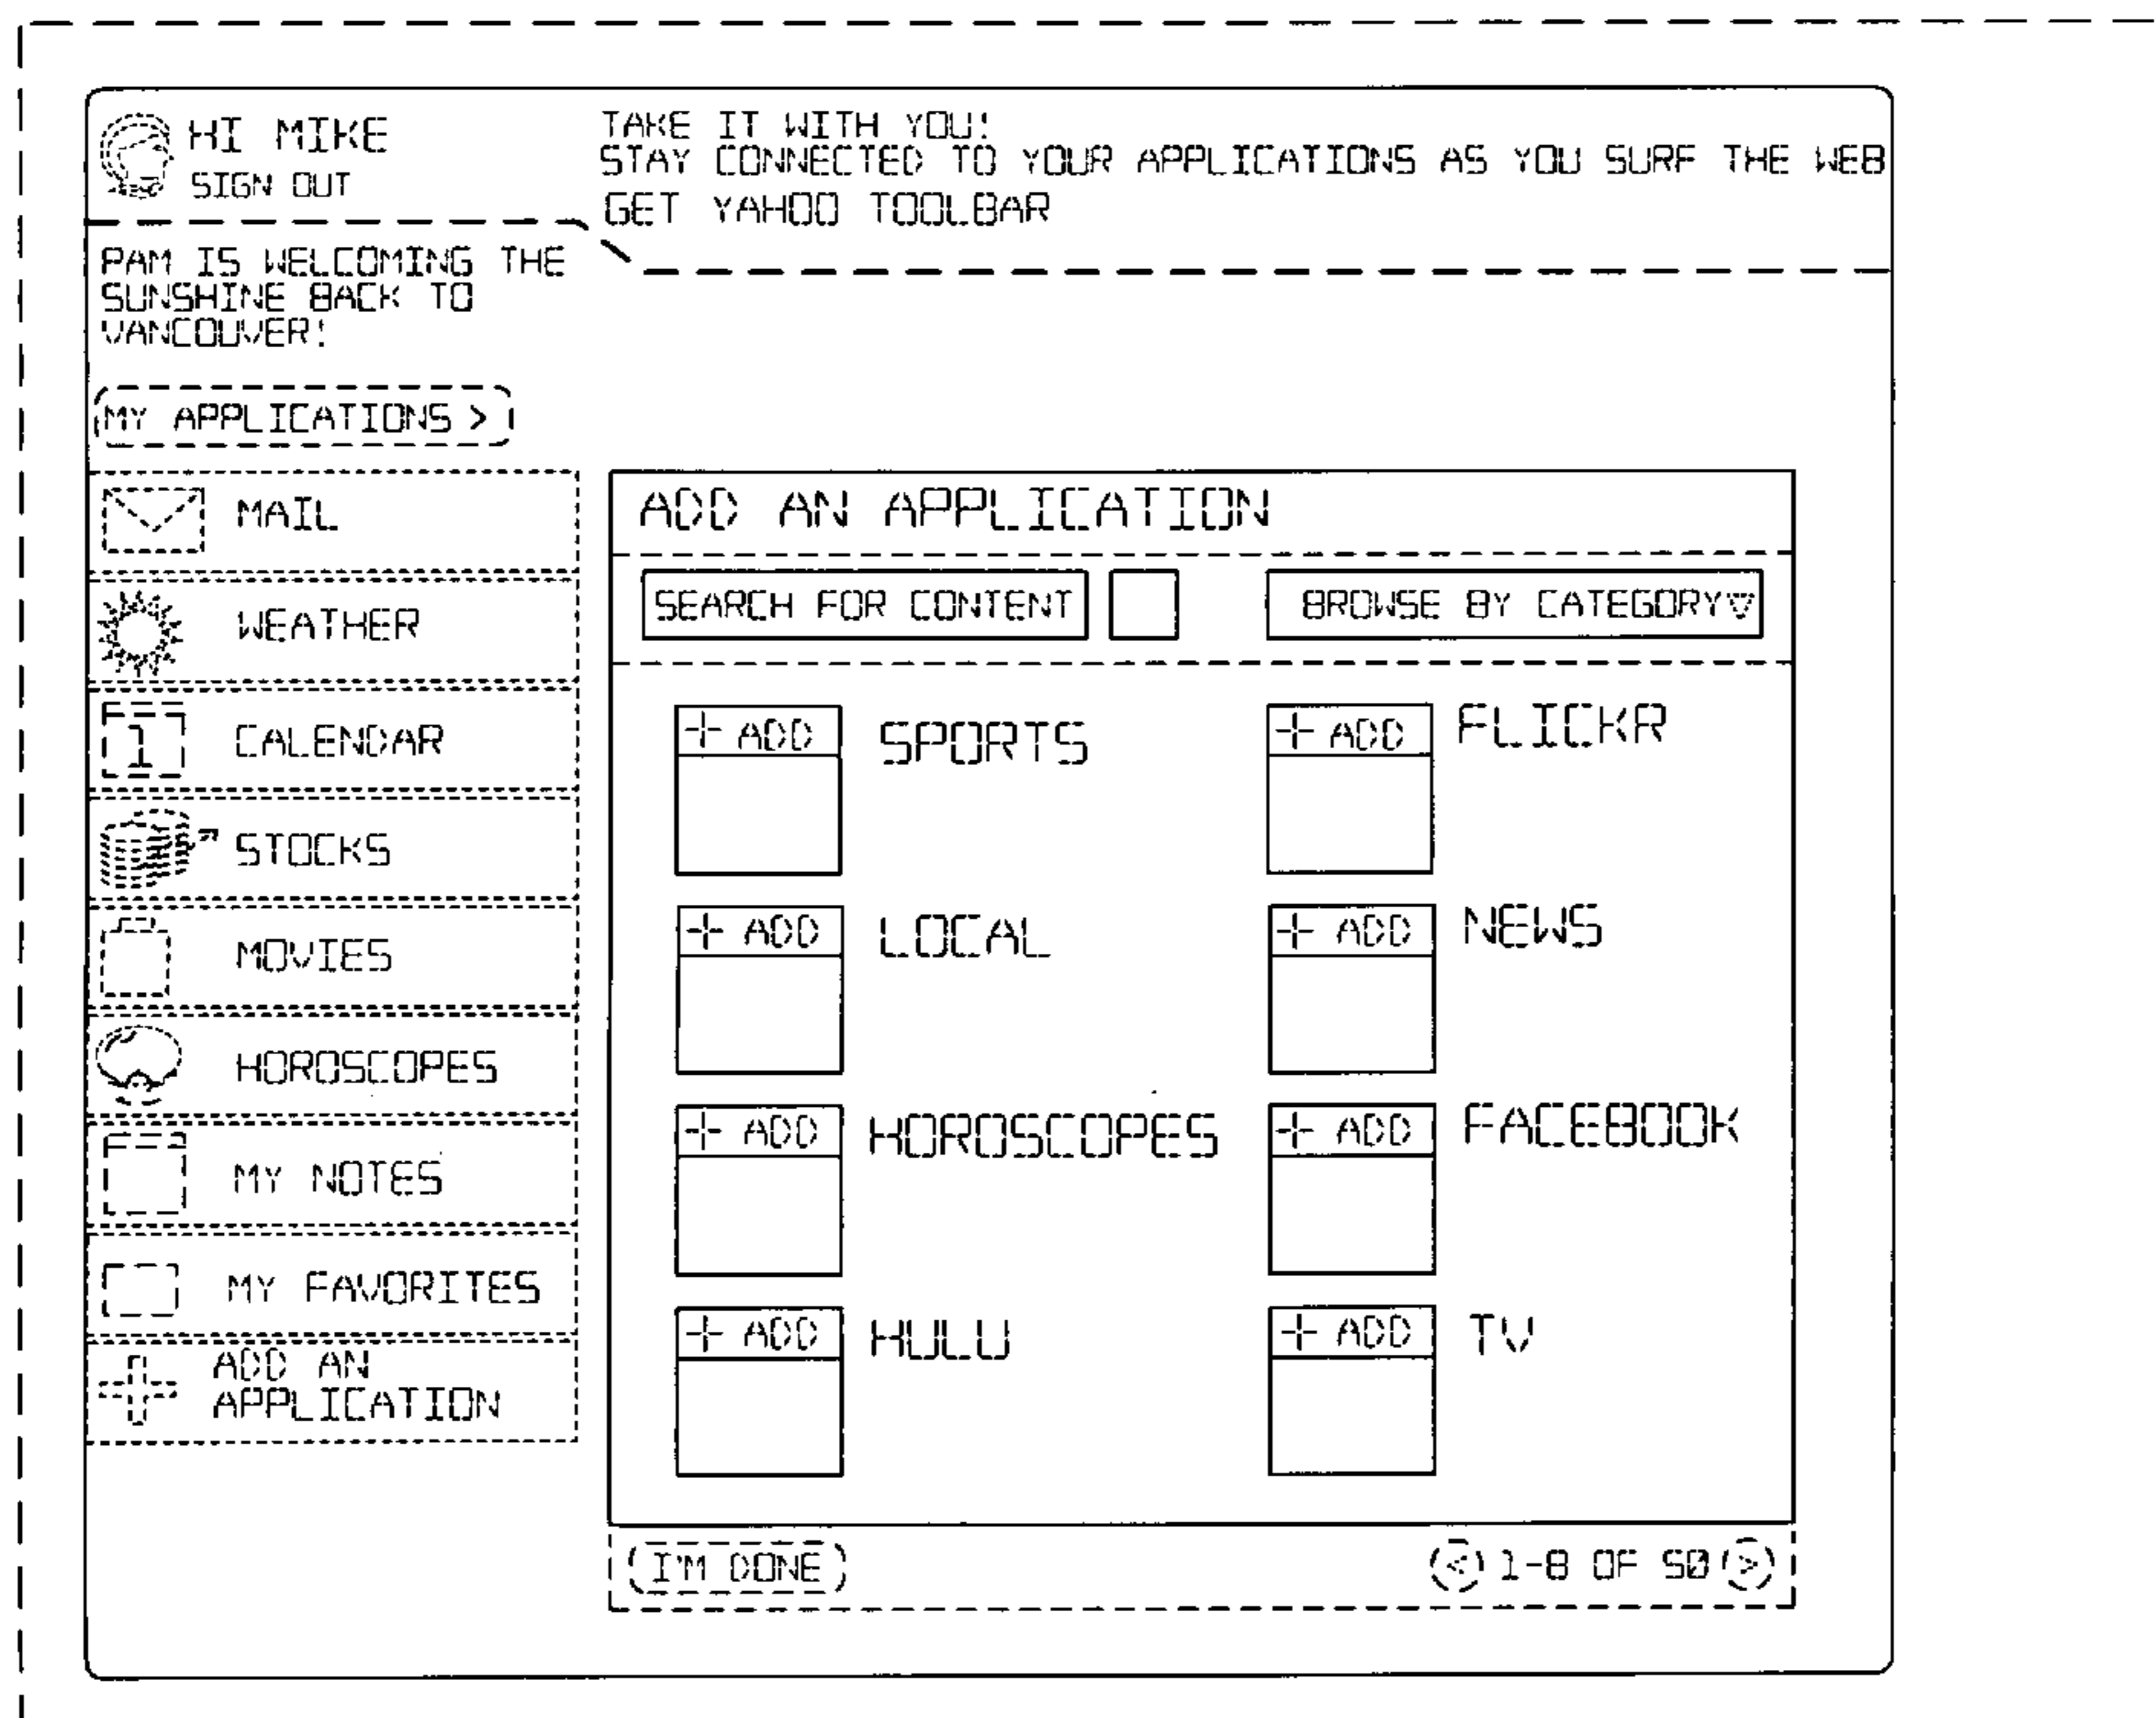 HI MIKE
SIGN OUT
TAKE IT WITH YOU!
STAY CONNECTED TO YOUR APPLICATIONS AS YOU SURF THE WEB
GET YAHOO TOOLBAR
PAM IS WELCOMING THE
SUNSHINE BACK TO
VANCOUVER!
MY APPLICATIONS >
MAIL
WEATHER
1 CALENDAR
STOCKS
MOVIES
HOROSCOPES
MY NOTES
MY FAVORITES
ADD AN
APPLICATION
ADD AN APPLICATION
SEARCH FOR CONTENT
BROWSE BY CATEGORY▽
+ ADD SPORTS
+ ADD FLICKR
+ ADD LOCAL
+ ADD NEWS
+ ADD HOROSCOPES
+ ADD FACEBOOK
+ ADD HULU
+ ADD TV
I'M DONE
< 1-8 OF 50 >